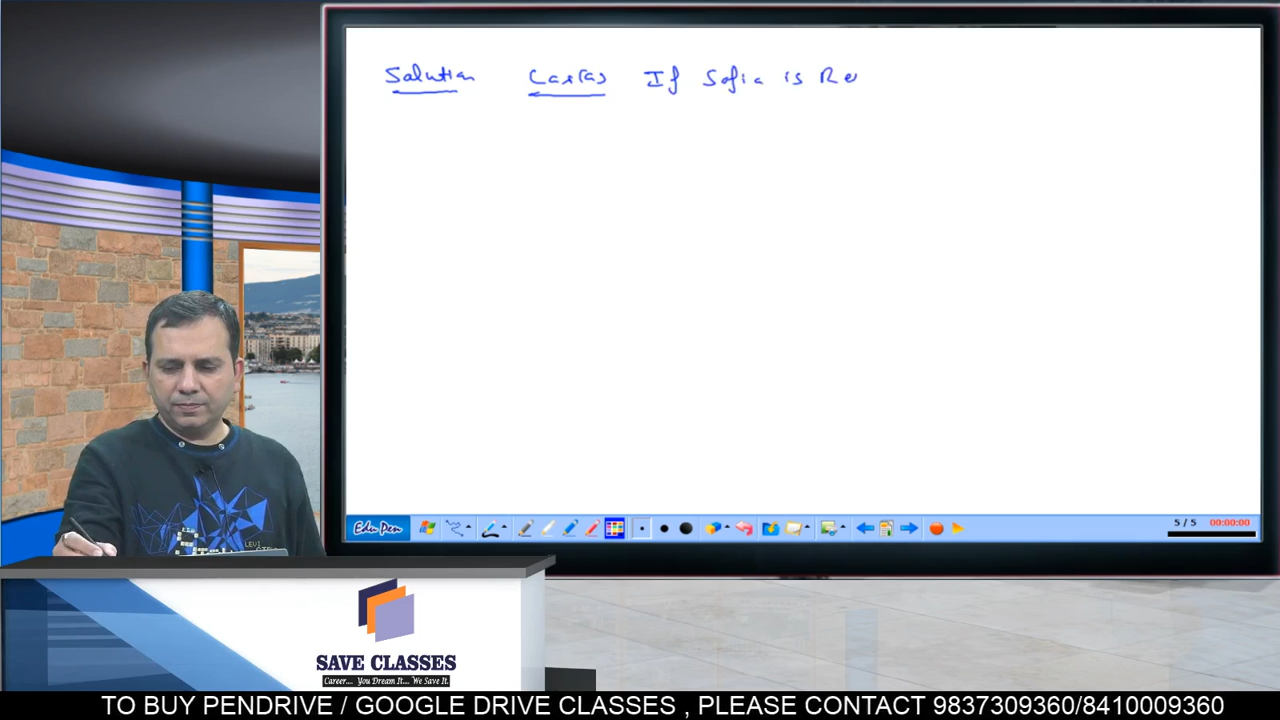 Solution Case(a) If Sofia is Re
Edu Pen
5 / 5 00:00:00
LEV1
SAVE CLASSES
Career.... You Dream It... We Save It.
TO BUY PENDRIVE / GOOGLE DRIVE CLASSES , PLEASE CONTACT 9837309360/8410009360